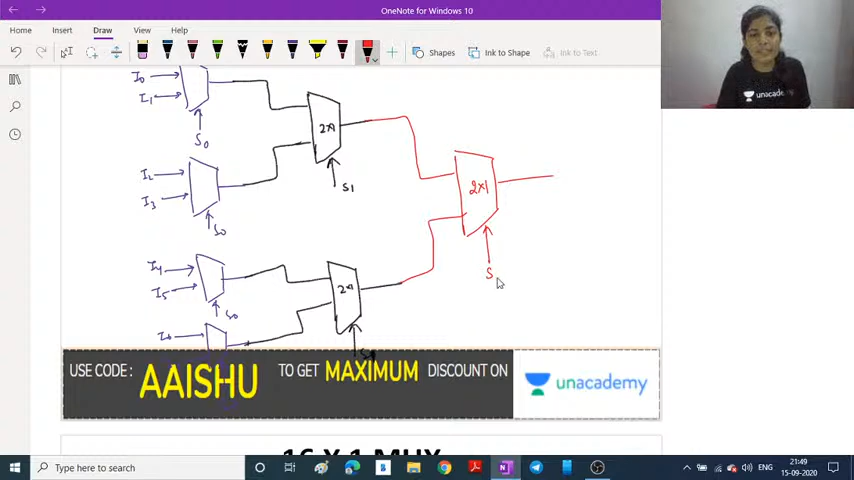 OneNote for Windows 10
Home Insert Draw View Help
Shapes Ink to Shape Ink to Text
I0
I1
S0
2x1
S1
I2
I3
S0
2x1
S
I4
I5
S0
2x1
I6
USE CODE : AAISHU TO GET MAXIMUM DISCOUNT ON unacademy
unacademy
16 X 1 MUX
Type here to search
ENG
21:49
15-09-2020